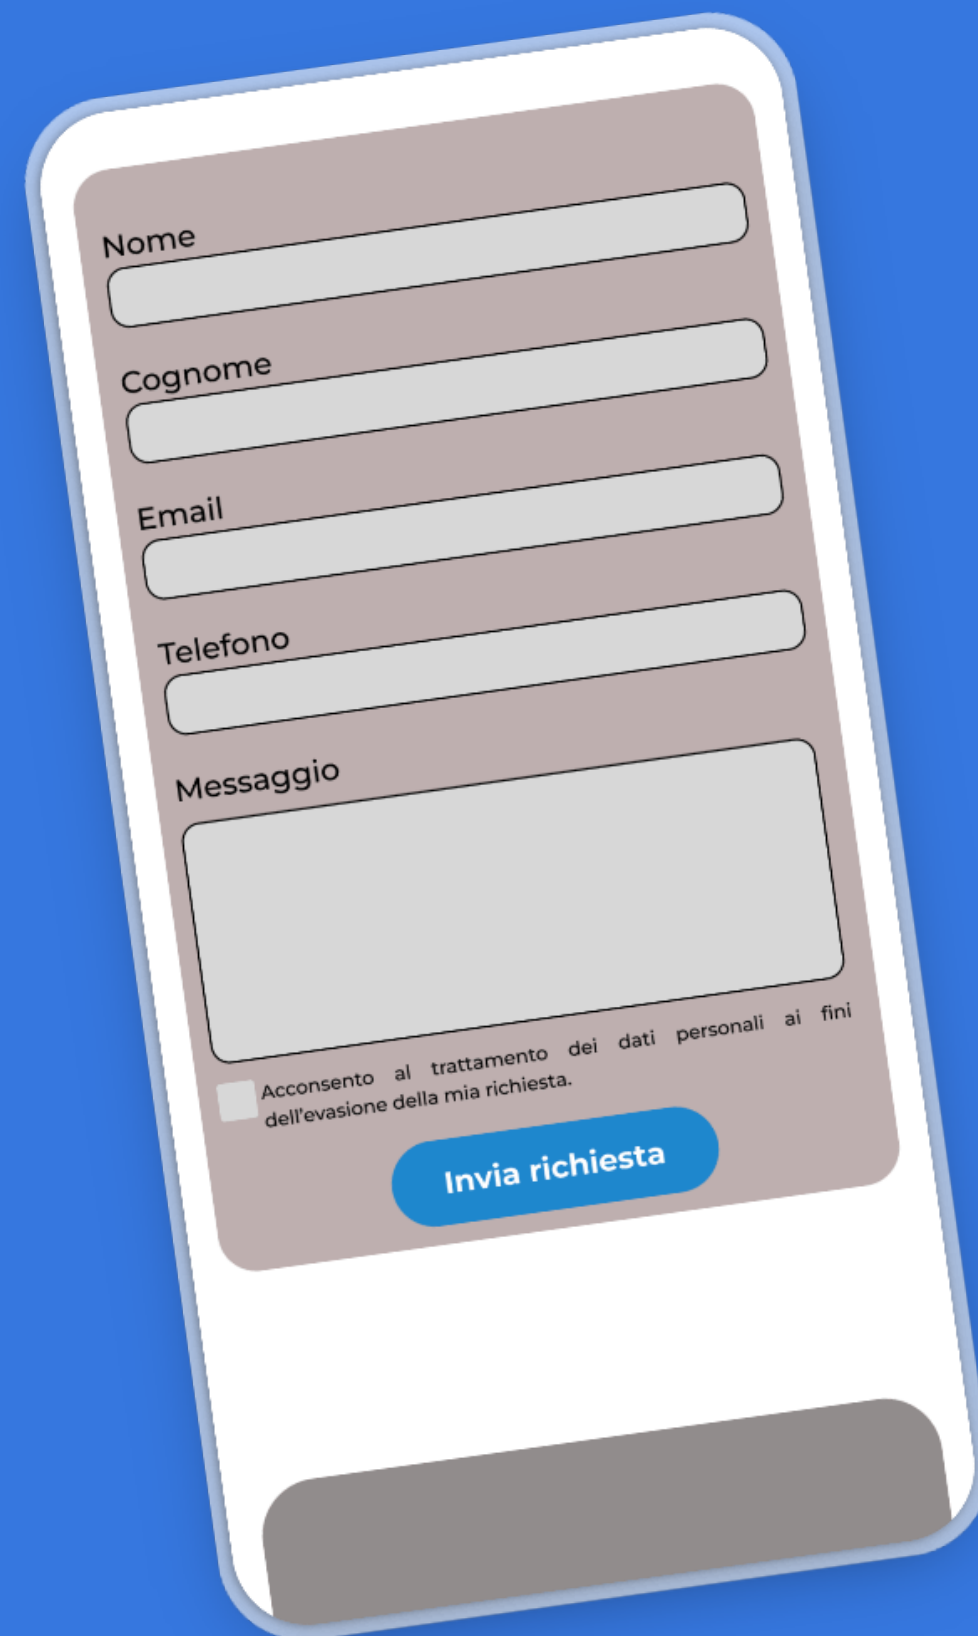 Nome
Cognome
Email
Telefono
Messaggio
Acconsento al trattamento dei dati personali ai fini
dell'evasione della mia richiesta.
Invia richiesta